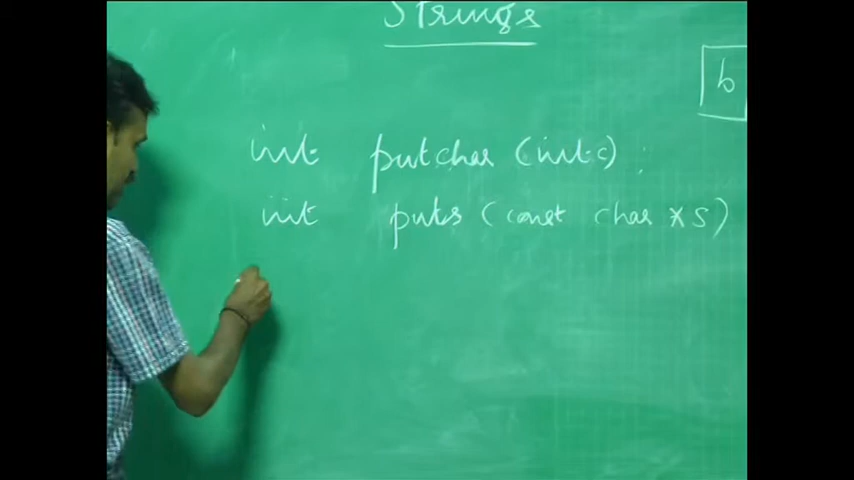 Strings
b
int putchar (int c) ;
int puts (const char *s)